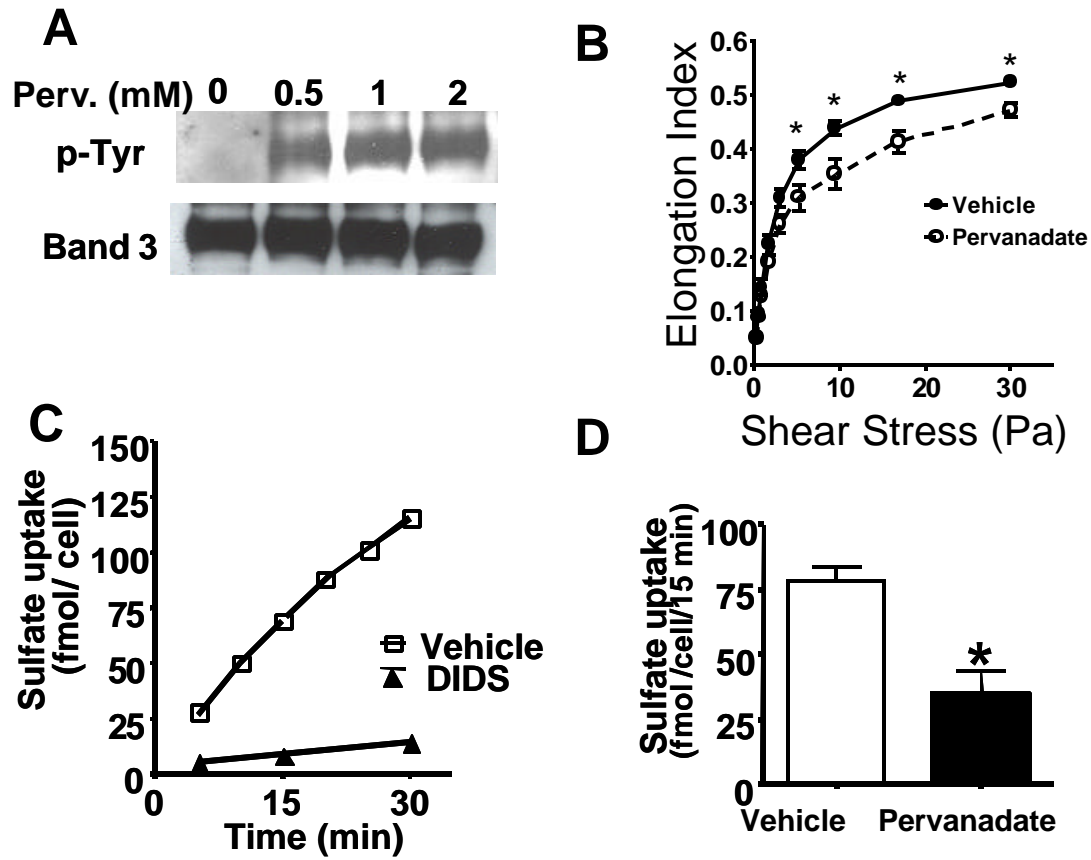 A
Perv. (mM) 0 0.5 1 2
p-Tyr
Band 3
B
Elongation Index
0.6
0.5
0.4
0.3
0.2
0.1
0.0
* * * *
Vehicle
Pervanadate
0 10 20 30
Shear Stress (Pa)
C
Sulfate uptake
(fmol/ cell)
150
125
100
75
50
25
0
Vehicle
DIDS
0 15 30
Time (min)
D
Sulfate uptake
(fmol /cell/15 min)
100
75
50
25
0
*
Vehicle Pervanadate